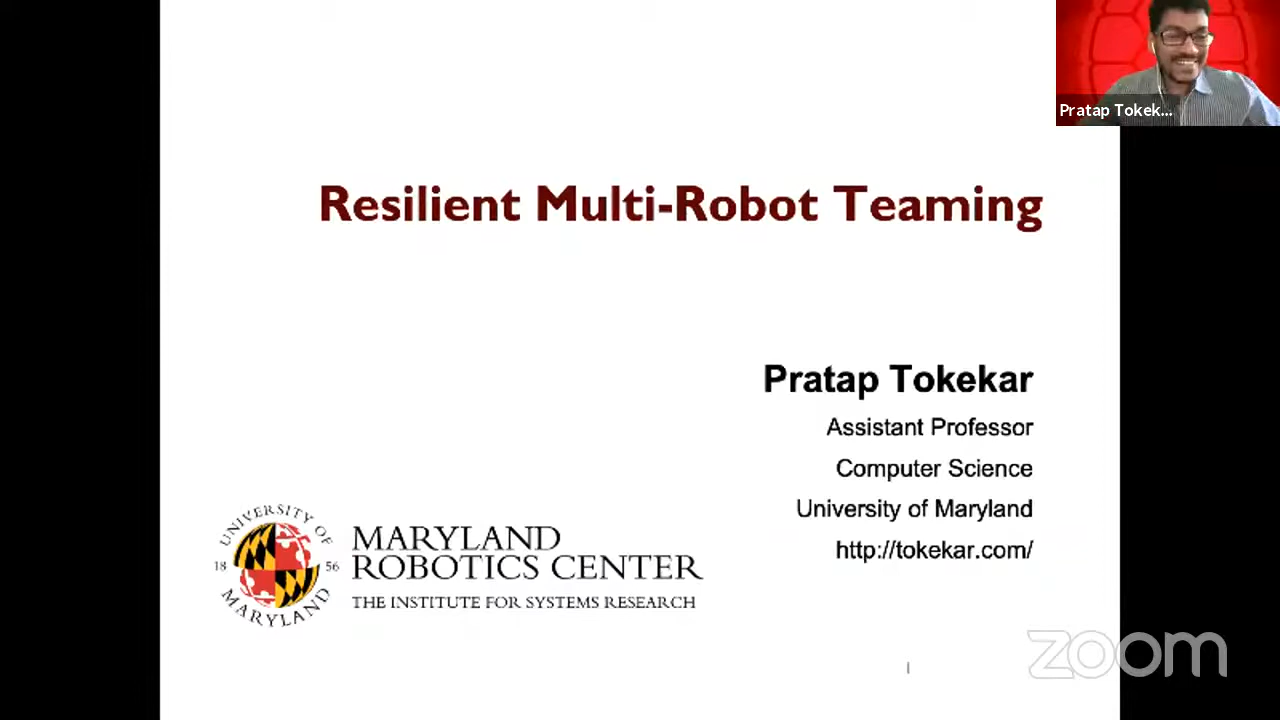 Pratap Tokek...
Resilient Multi-Robot Teaming
Pratap Tokekar
Assistant Professor
Computer Science
University of Maryland
http://tokekar.com/
UNIVERSITY OF
18 56
MARYLAND
MARYLAND
ROBOTICS CENTER
THE INSTITUTE FOR SYSTEMS RESEARCH
1
zoom